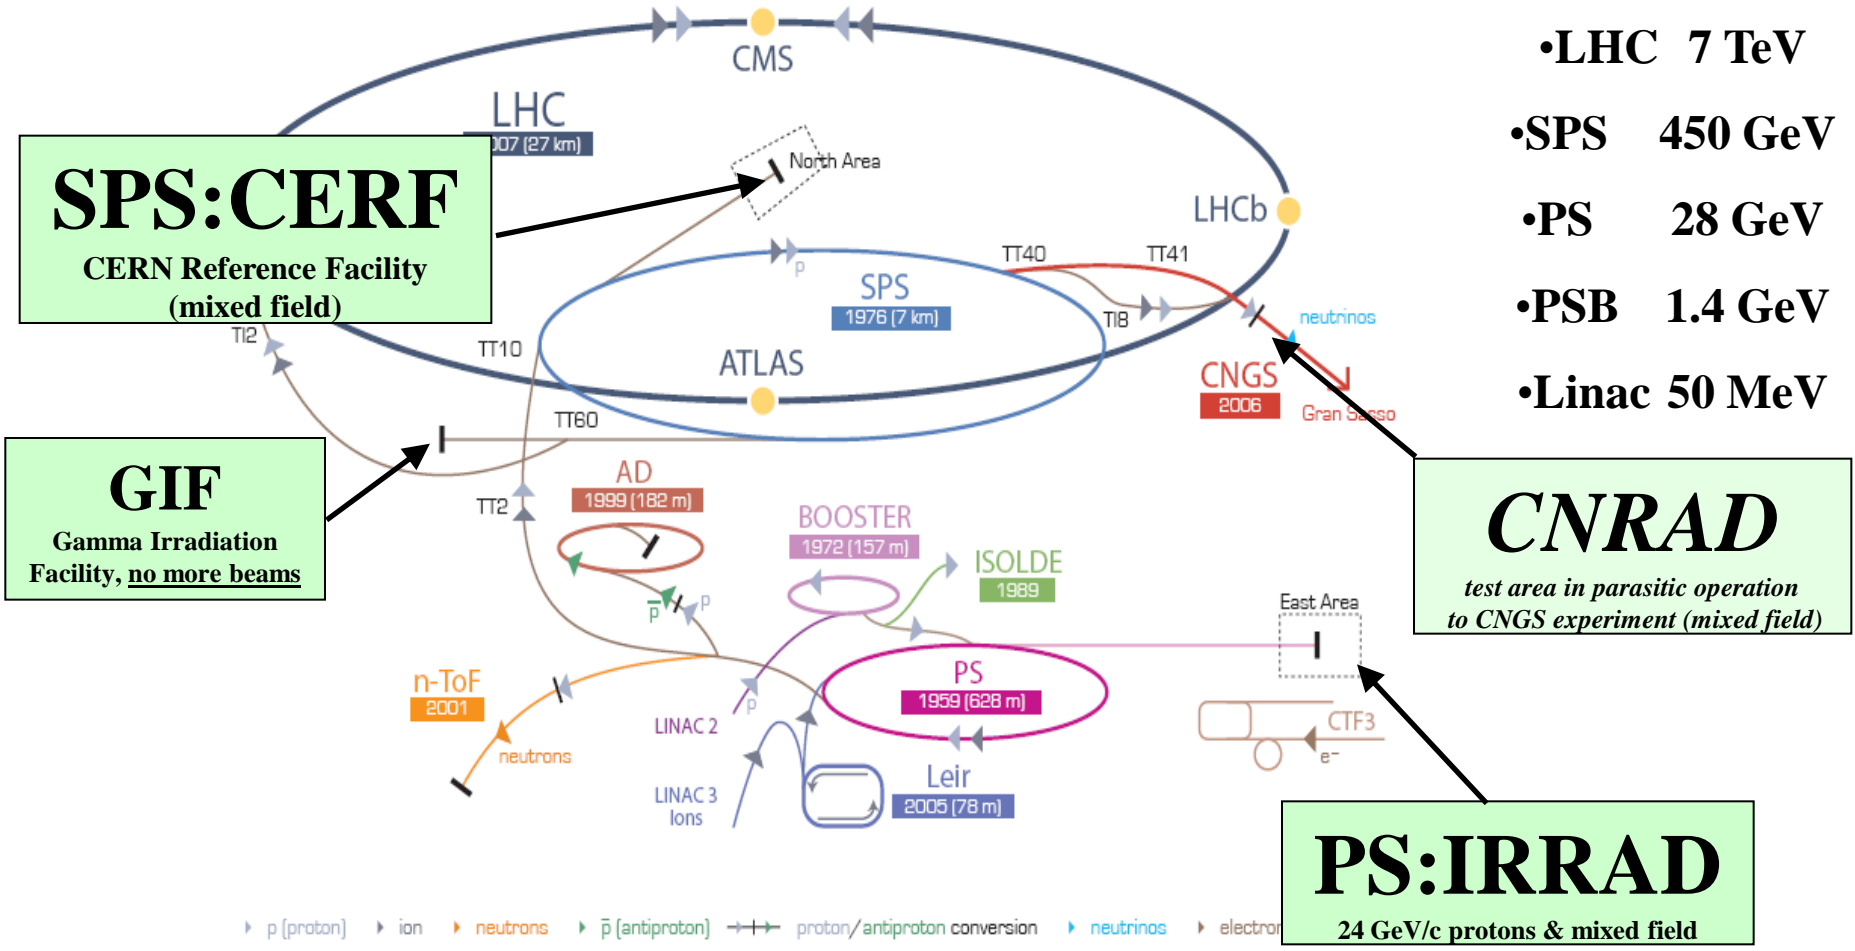 CMS
•LHC 7 TeV
LHC
007 (27 km)
SPS:CERF
CERN Reference Facility
(mixed field)
North Area
•SPS 450 GeV
LHCb
•PS 28 GeV
TT40
TT41
p
SPS
1976 (7 km)
•PSB 1.4 GeV
TI8
neutrinos
TI2
TT10
ATLAS
CNGS
2006
Gran Sasso
•Linac 50 MeV
TT60
GIF
Gamma Irradiation
Facility, no more beams
AD
1999 (182 m)
TT2
BOOSTER
1972 (157 m)
ISOLDE
1989
CNRAD
test area in parasitic operation
to CNGS experiment (mixed field)
p̅
p
East Area
n-ToF
2001
neutrons
p
LINAC 2
PS
1959 (628 m)
CTF3
e⁻
LINAC 3
Ions
Leir
2005 (78 m)
PS:IRRAD
24 GeV/c protons & mixed field
p (proton)
ion
neutrons
p̅ (antiproton)
proton/antiproton conversion
neutrinos
electron